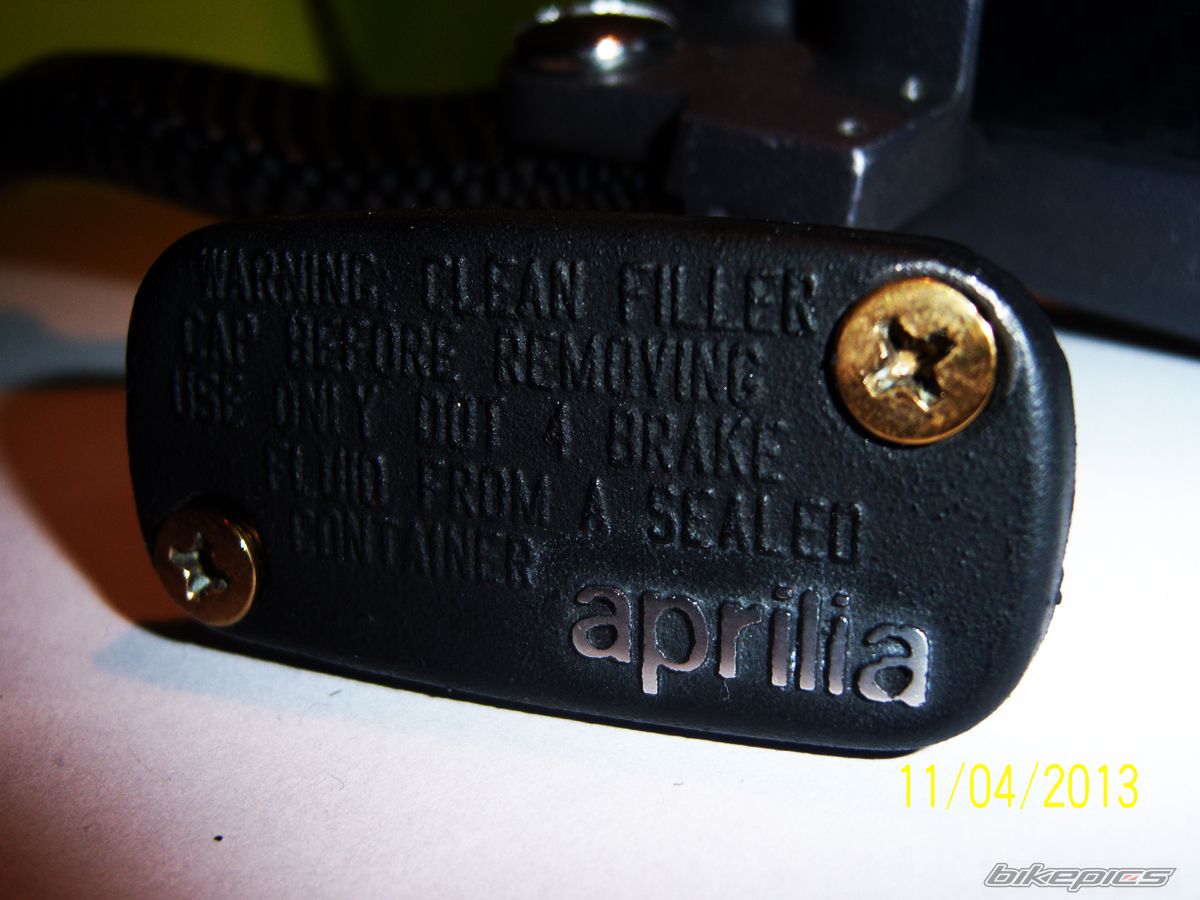 WARNING CLEAN FILLER
CAP BEFORE REMOVING
USE ONLY DOT 4 BRAKE
FLUID FROM A SEALED
CONTAINER
aprilia
11/04/2013
bikepics